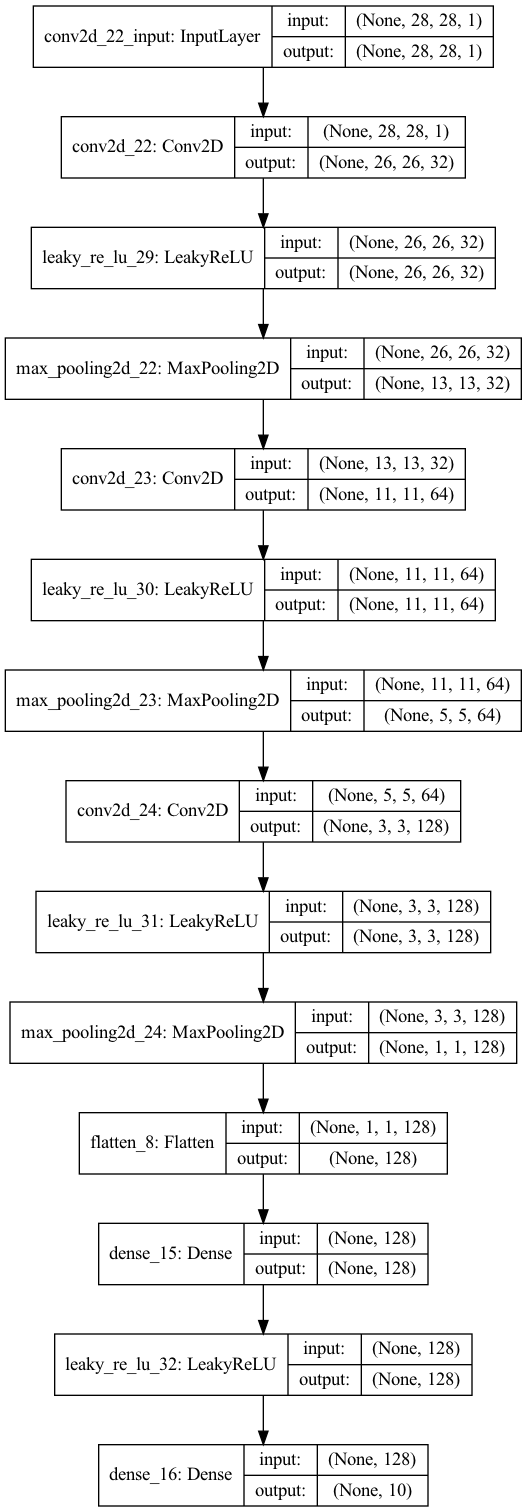 conv2d_22_input: InputLayer
input: (None, 28, 28, 1)
output: (None, 28, 28, 1)
conv2d_22: Conv2D
input: (None, 28, 28, 1)
output: (None, 26, 26, 32)
leaky_re_lu_29: LeakyReLU
input: (None, 26, 26, 32)
output: (None, 26, 26, 32)
max_pooling2d_22: MaxPooling2D
input: (None, 26, 26, 32)
output: (None, 13, 13, 32)
conv2d_23: Conv2D
input: (None, 13, 13, 32)
output: (None, 11, 11, 64)
leaky_re_lu_30: LeakyReLU
input: (None, 11, 11, 64)
output: (None, 11, 11, 64)
max_pooling2d_23: MaxPooling2D
input: (None, 11, 11, 64)
output: (None, 5, 5, 64)
conv2d_24: Conv2D
input: (None, 5, 5, 64)
output: (None, 3, 3, 128)
leaky_re_lu_31: LeakyReLU
input: (None, 3, 3, 128)
output: (None, 3, 3, 128)
max_pooling2d_24: MaxPooling2D
input: (None, 3, 3, 128)
output: (None, 1, 1, 128)
flatten_8: Flatten
input: (None, 1, 1, 128)
output: (None, 128)
dense_15: Dense
input: (None, 128)
output: (None, 128)
leaky_re_lu_32: LeakyReLU
input: (None, 128)
output: (None, 128)
dense_16: Dense
input: (None, 128)
output: (None, 10)